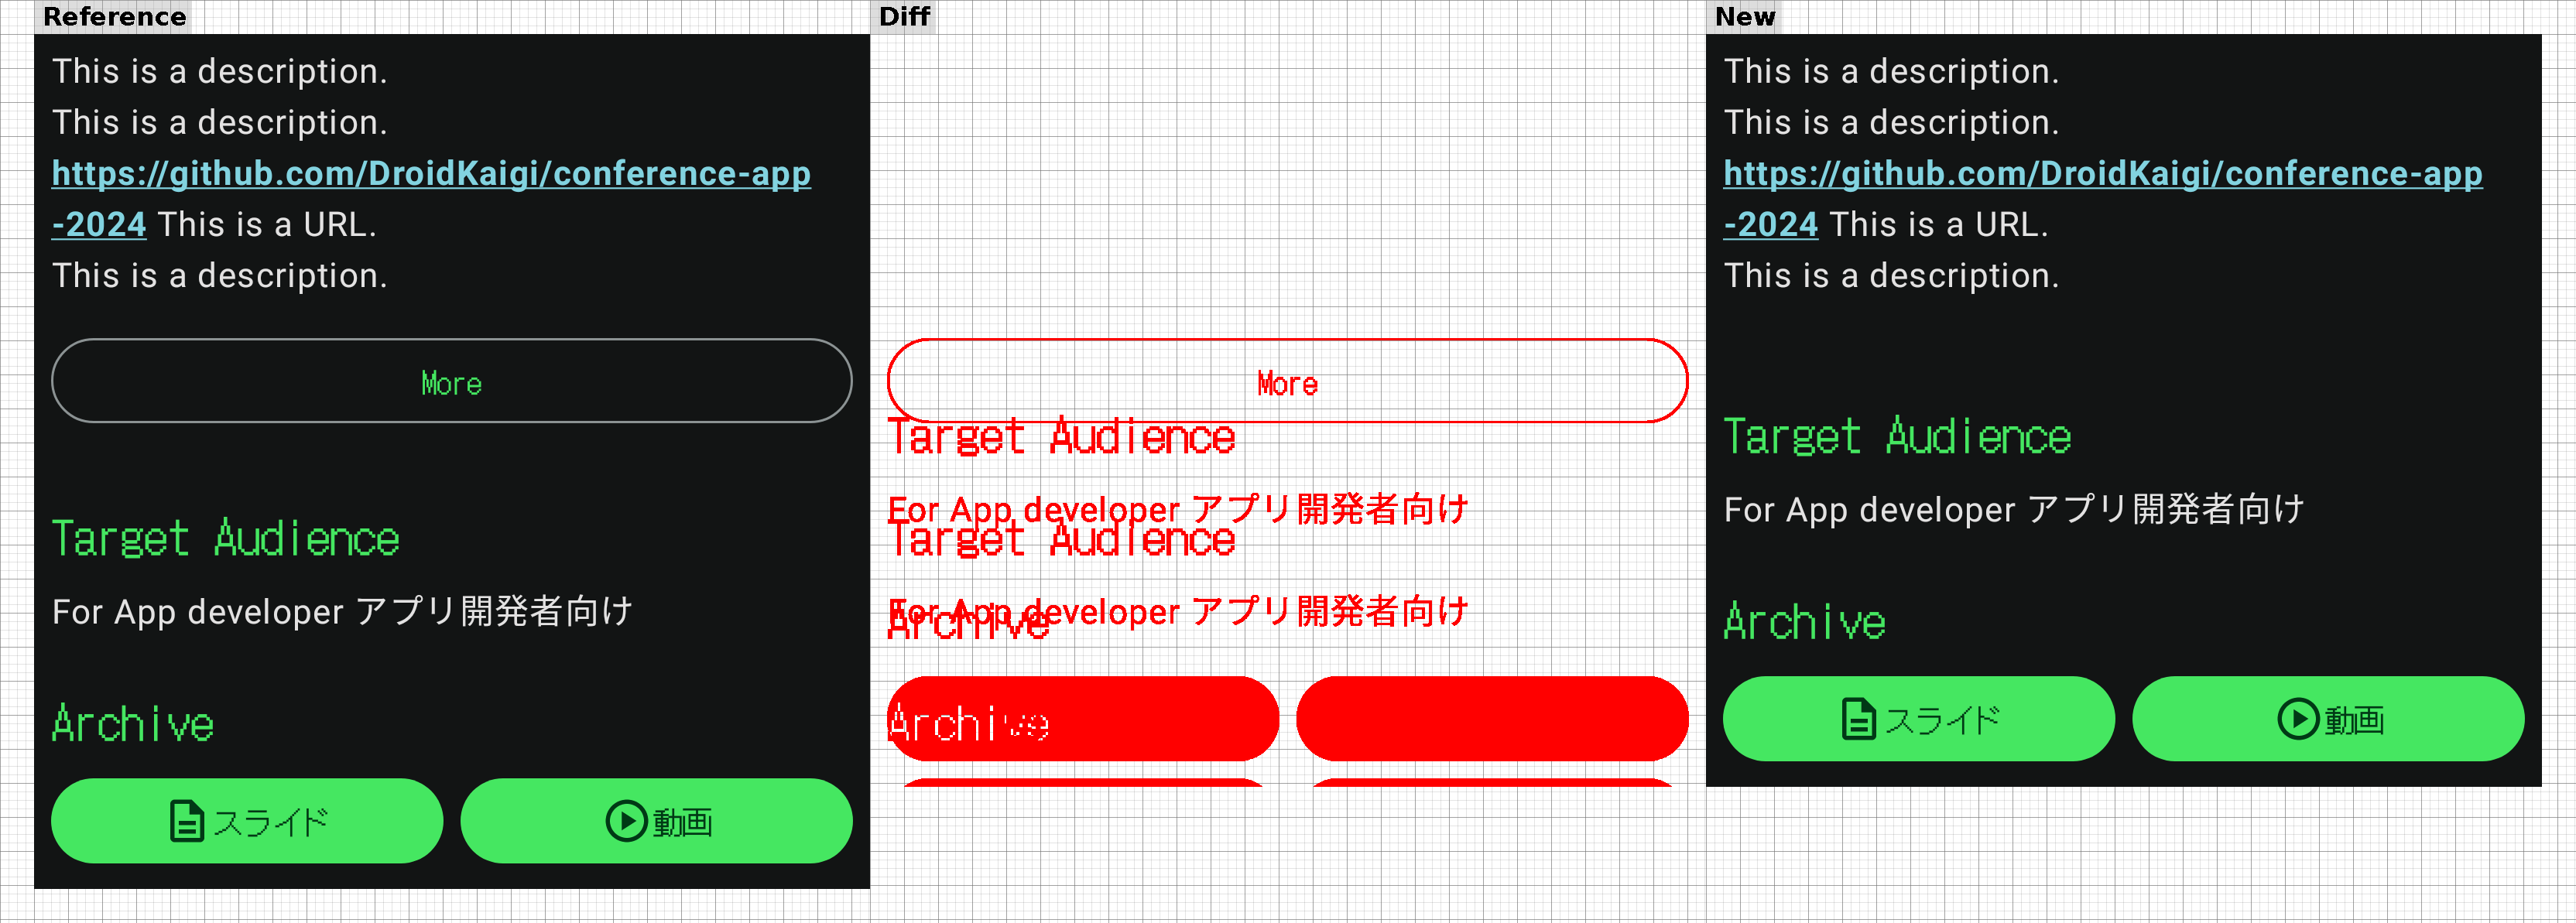 Reference
This is a description.
This is a description.
https://github.com/DroidKaigi/conference-app
-2024 This is a URL.
This is a description.
More
Target Audience
For App developer アプリ開発者向け
Archive
スライド
動画
Diff
More
Target Audience
For App developer アプリ開発者向け
Target Audience
For App developer アプリ開発者向け
Archive
Archive
New
This is a description.
This is a description.
https://github.com/DroidKaigi/conference-app
-2024 This is a URL.
This is a description.
Target Audience
For App developer アプリ開発者向け
Archive
スライド
動画